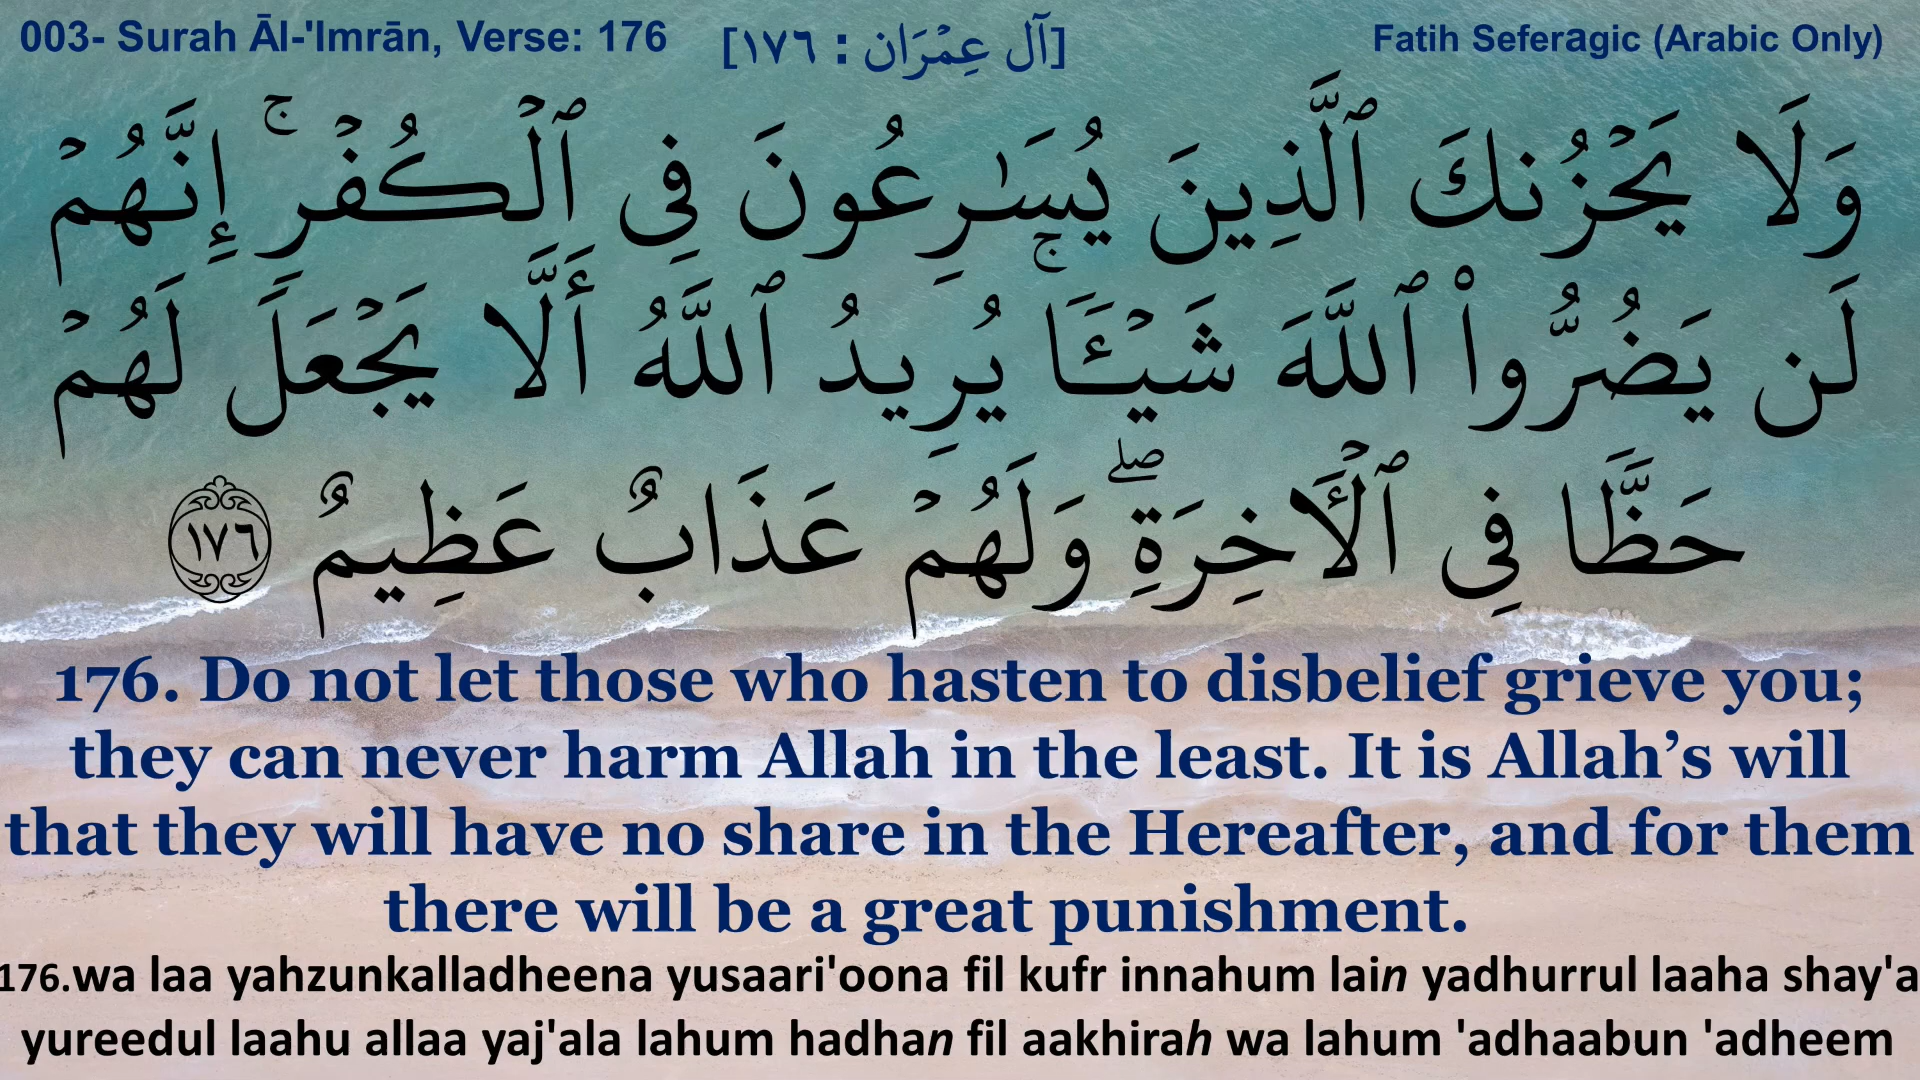 003- Surah Āl-'Imrān, Verse: 176 [آل عِمْرَان : ١٧٦] Fatih Seferagic (Arabic Only)
وَلَا يَحْزُنكَ ٱلَّذِينَ يُسَـٰرِعُونَ فِى ٱلْكُفْرِ ۚ إِنَّهُمْ
لَن يَضُرُّوا۟ ٱللَّهَ شَيْـًٔا ۚ يُرِيدُ ٱللَّهُ أَلَّا يَجْعَلَ لَهُمْ
حَظًّا فِى ٱلْـَٔاخِرَةِ ۖ وَلَهُمْ عَذَابٌ عَظِيمٌ ١٧٦
176. Do not let those who hasten to disbelief grieve you;
they can never harm Allah in the least. It is Allah’s will
that they will have no share in the Hereafter, and for them
there will be a great punishment.
176.wa laa yahzunkalladheena yusaari'oona fil kufr innahum lain yadhurrul laaha shay'a
yureedul laahu allaa yaj'ala lahum hadhan fil aakhirah wa lahum 'adhaabun 'adheem